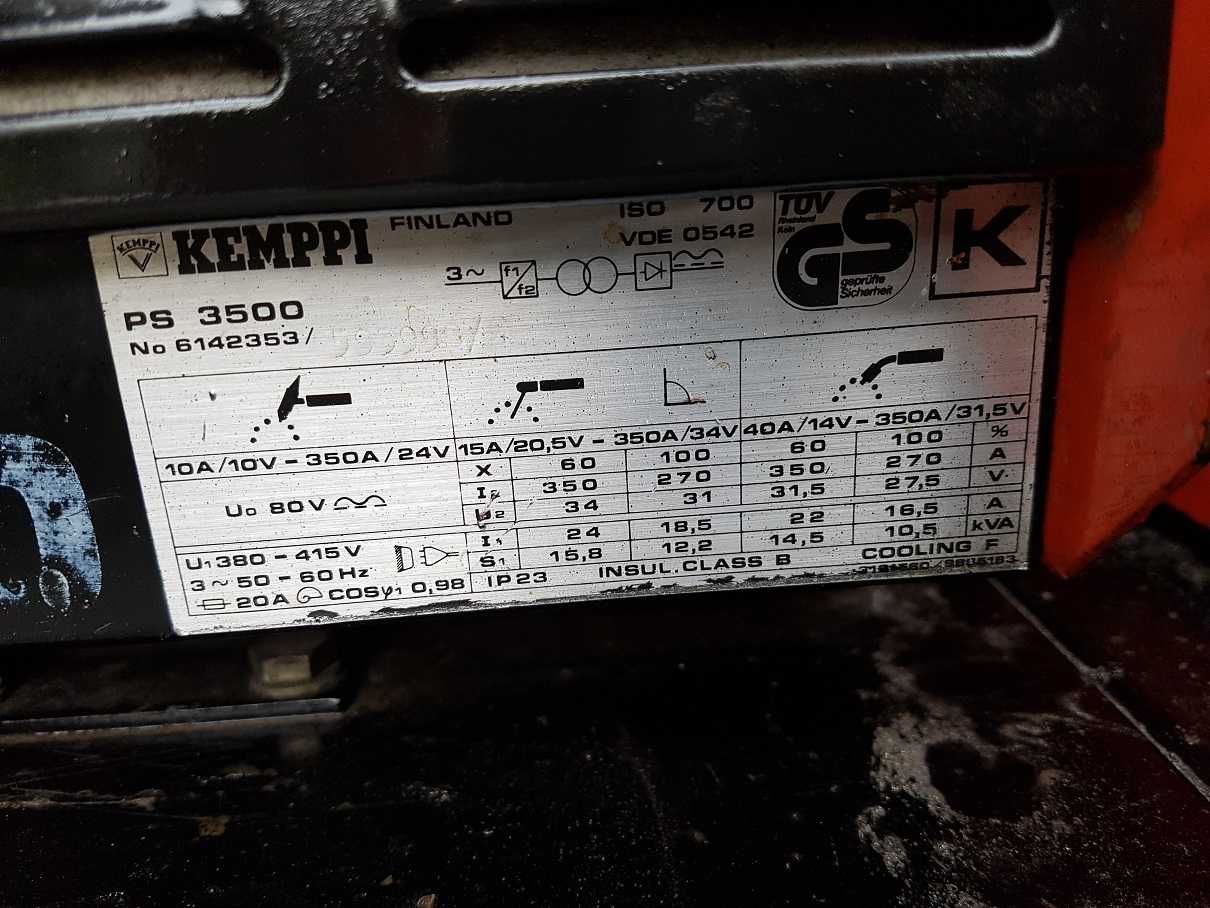 KEMPPI KEMPPI FINLAND ISO 700
VDE 0542
TÜV
Rheinland
Köln
GS
geprüfte
Sicherheit
K
3~ f1/f2
PS 3500
No 6142353/
10A/10V – 350A/24V
15A/20,5V – 350A/34V
40A/14V – 350A/31,5V
X 60 100 60 100 %
I2 350 270 350 270 A
U2 34 31 31,5 27,5 V
I1 24 18,5 22 16,5 A
S1 15,8 12,2 14,5 10,5 kVA
Uo 80V
U1 380 – 415V
3~50 – 60Hz
20A COSφ1 0,98
IP23 INSUL.CLASS B COOLING F